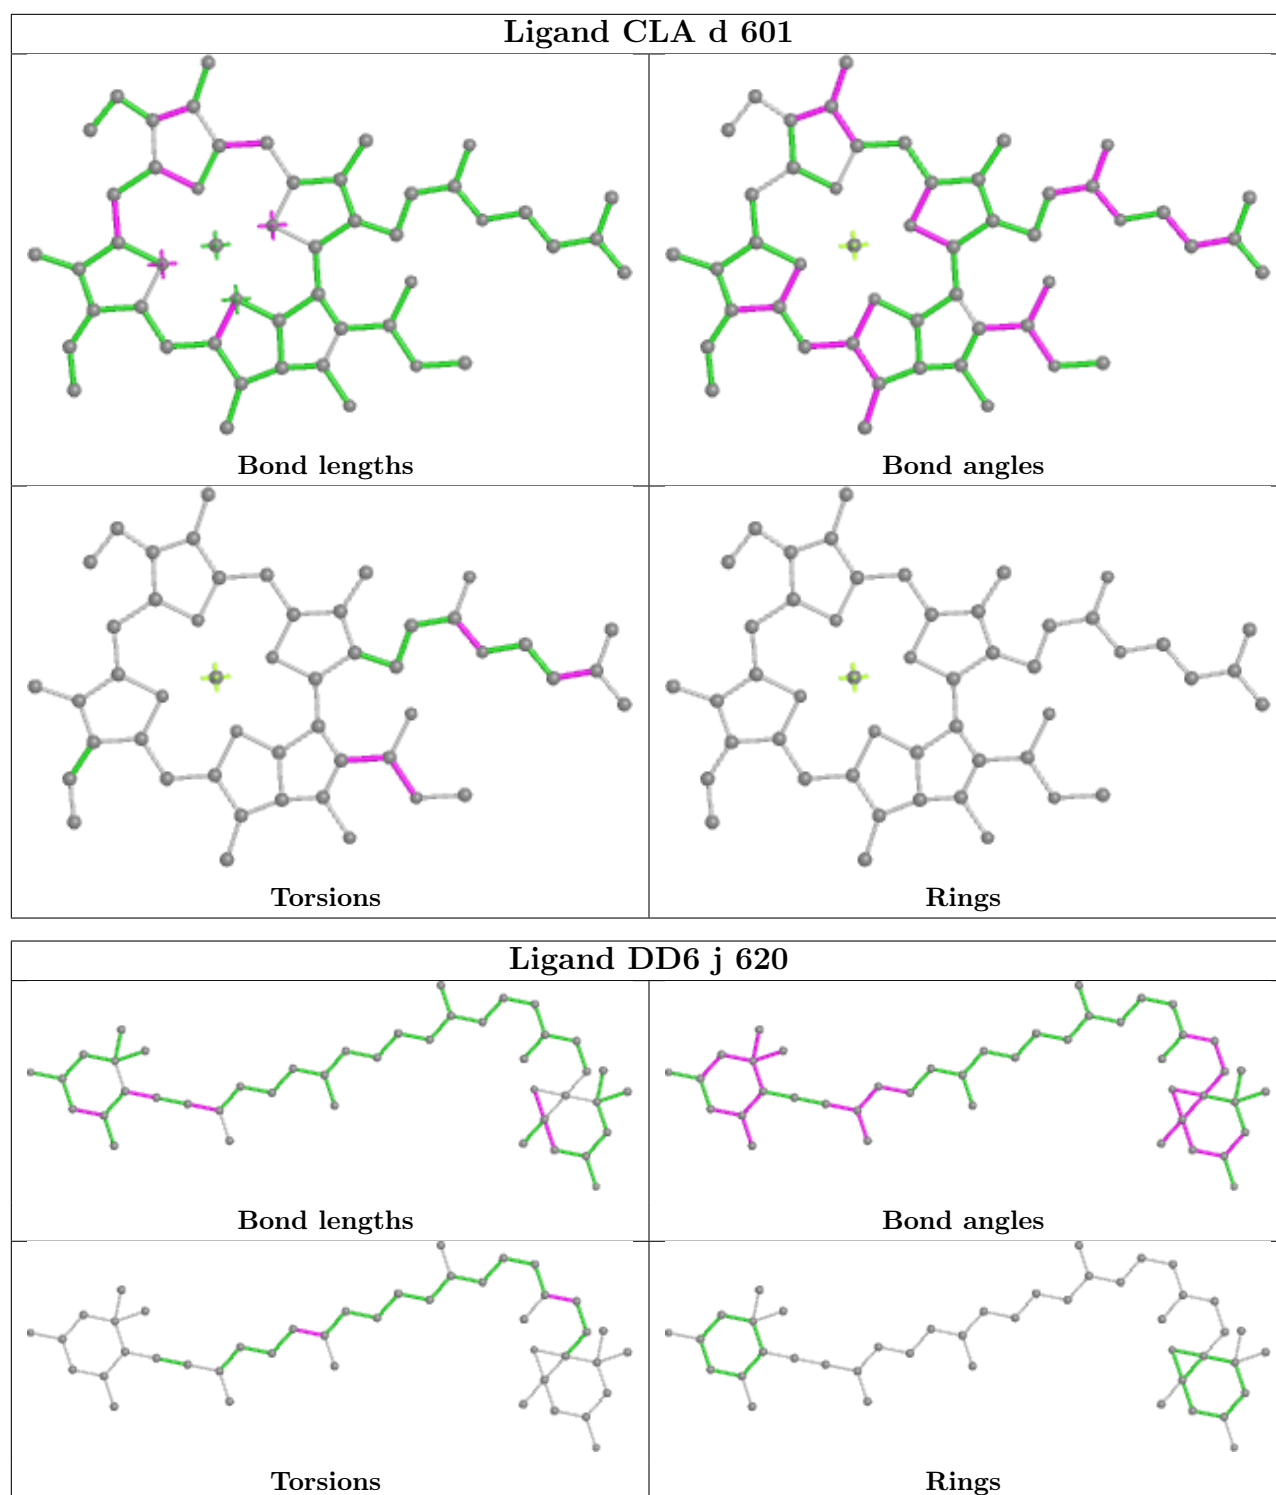 Ligand CLA d 601
Bond lengths
Bond angles
Torsions
Rings
Ligand DD6 j 620
Bond lengths
Bond angles
Torsions
Rings